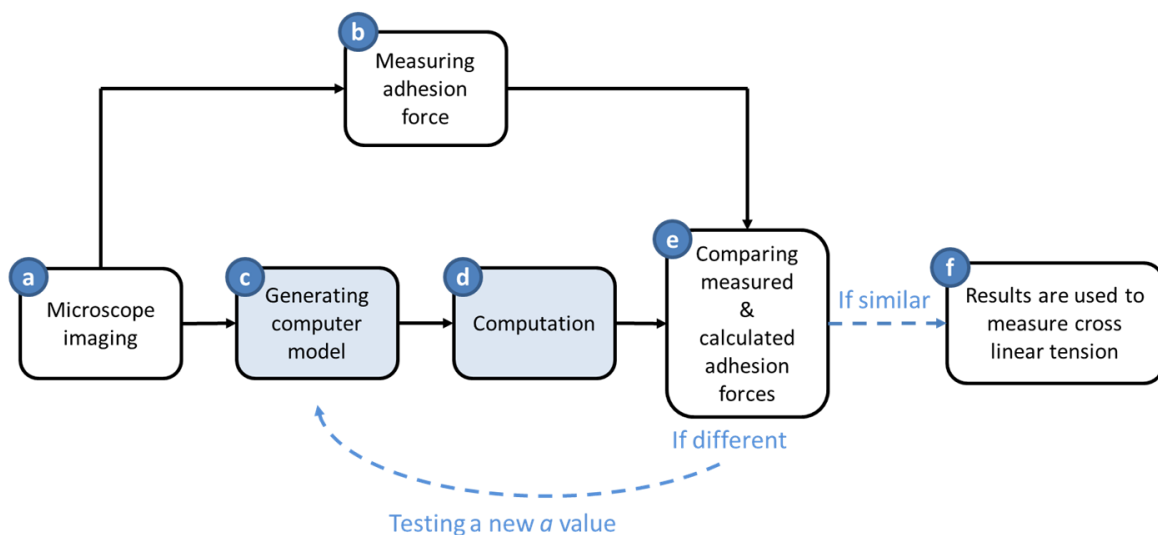 b
Measuring
adhesion
force
a
Microscope
imaging
c
Generating
computer
model
d
Computation
e
Comparing
measured
&
calculated
adhesion
forces
If similar
f
Results are used to
measure cross
linear tension
If different
Testing a new a value